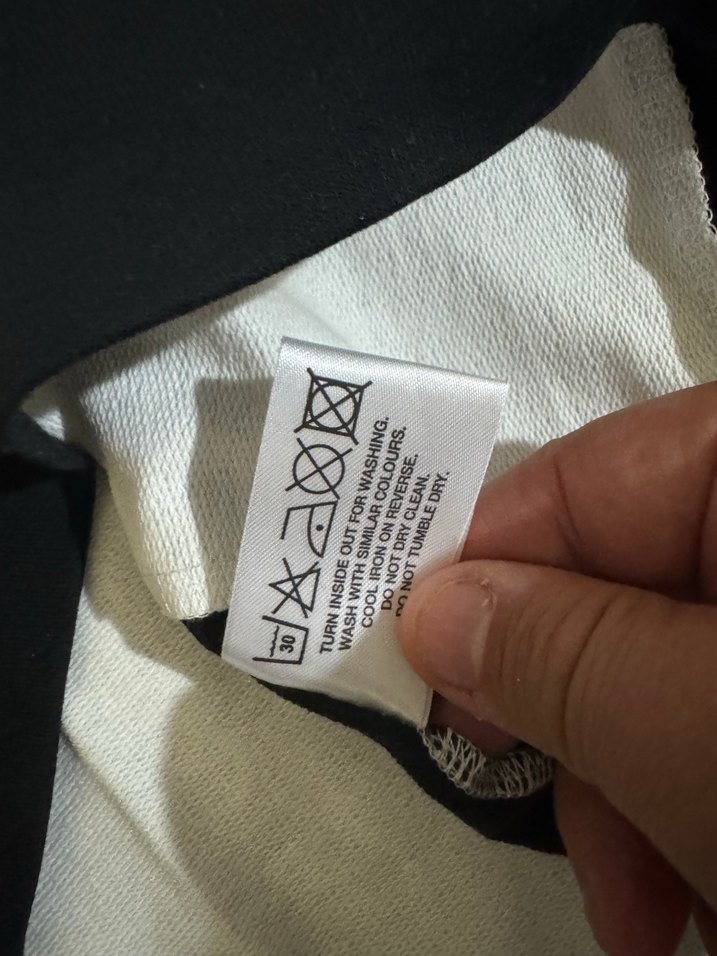 30
TURN INSIDE OUT FOR WASHING.
WASH WITH SIMILAR COLOURS.
COOL IRON ON REVERSE.
DO NOT DRY CLEAN.
DO NOT TUMBLE DRY.